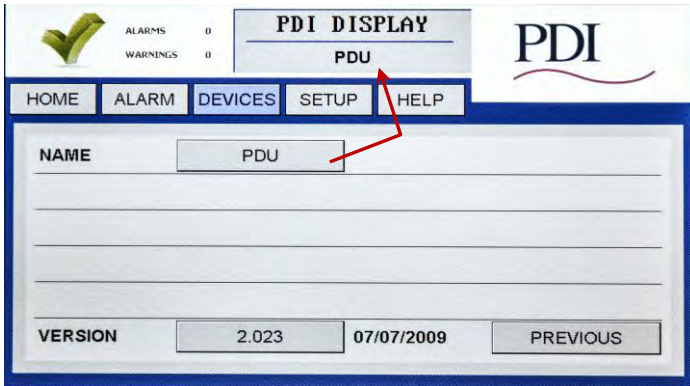 ALARMS 0
WARNINGS 0
PDI DISPLAY
PDU
PDI
HOME ALARM DEVICES SETUP HELP
NAME PDU
VERSION 2.023 07/07/2009 PREVIOUS